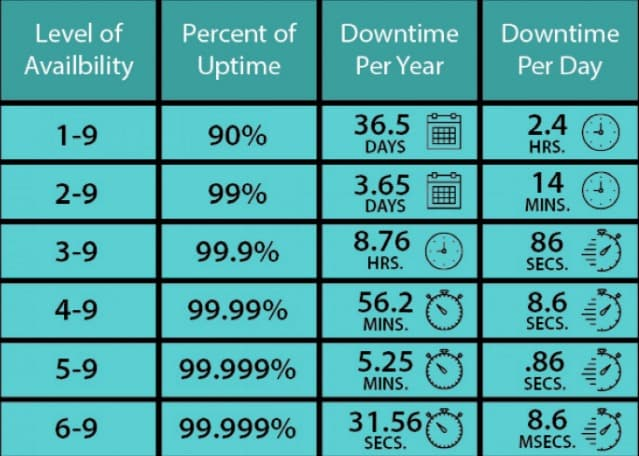 Level of
Availbility
Percent of
Uptime
Downtime
Per Year
Downtime
Per Day
1-9
90%
36.5
DAYS
2.4
HRS.
2-9
99%
3.65
DAYS
14
MINS.
3-9
99.9%
8.76
HRS.
86
SECS.
4-9
99.99%
56.2
MINS.
8.6
SECS.
5-9
99.999%
5.25
MINS.
.86
SECS.
6-9
99.999%
31.56
SECS.
8.6
MSECS.